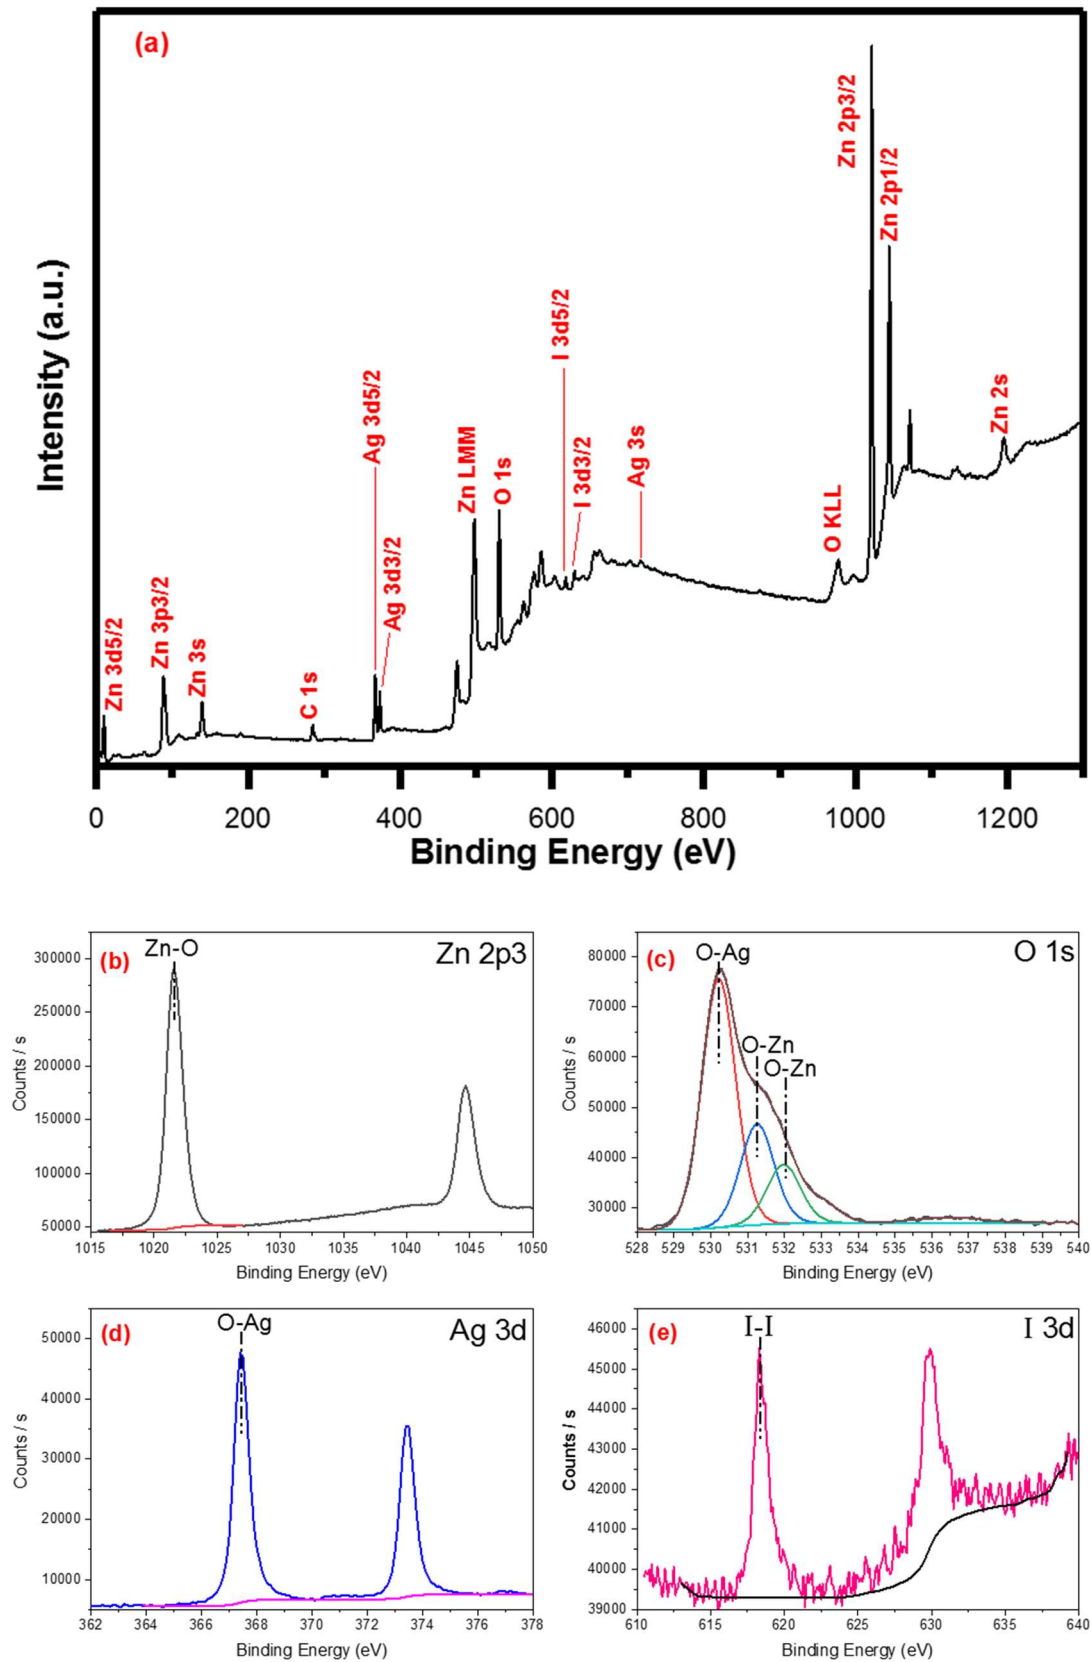 (a)
Intensity (a.u.)
Zn 3d5/2
Zn 3p3/2
Zn 3s
C 1s
Ag 3d5/2
Ag 3d3/2
Zn LMM
O 1s
I 3d5/2
I 3d3/2
Ag 3s
O KLL
Zn 2p3/2
Zn 2p1/2
Zn 2s
0 200 400 600 800 1000 1200
Binding Energy (eV)
(b)
Zn-O
Zn 2p3
Counts / s
300000
250000
200000
150000
100000
50000
1015 1020 1025 1030 1035 1040 1045 1050
Binding Energy (eV)
(c)
O-Ag
O 1s
O-Zn
O-Zn
Counts / s
80000
70000
60000
50000
40000
30000
528 529 530 531 532 533 534 535 536 537 538 539 540
Binding Energy (eV)
(d)
O-Ag
Ag 3d
Counts / s
50000
40000
30000
20000
10000
362 364 366 368 370 372 374 376 378
Binding Energy (eV)
(e)
I-I
I 3d
Counts / s
46000
45000
44000
43000
42000
41000
40000
39000
610 615 620 625 630 635 640
Binding Energy (eV)